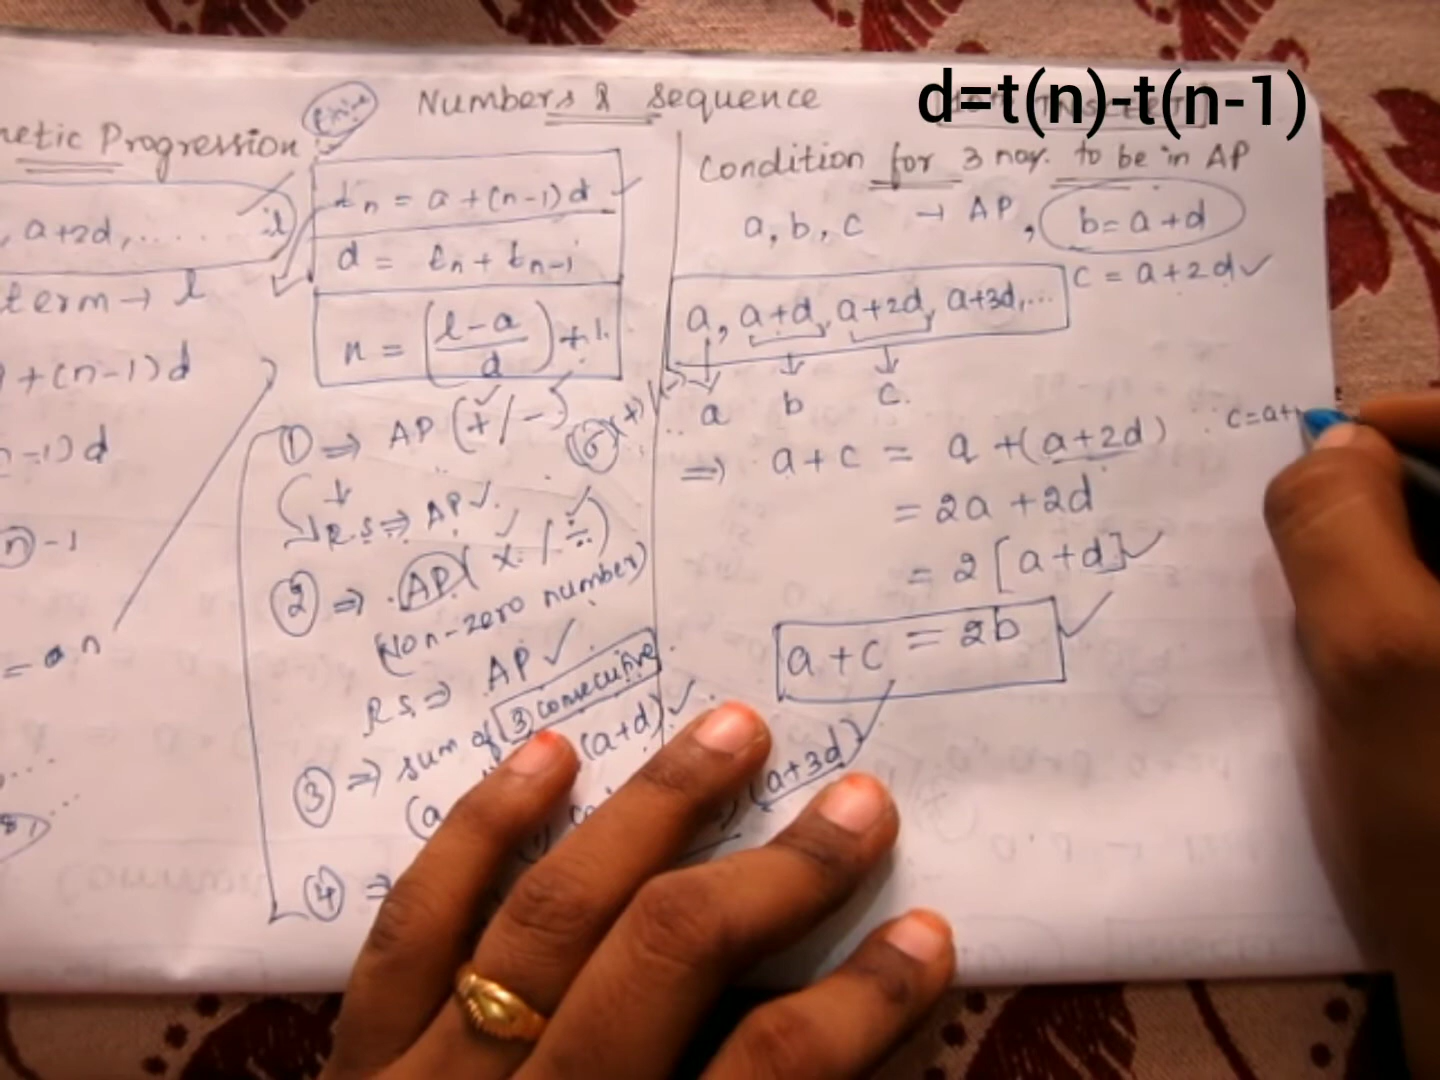 d=t(n)-t(n-1)
Numbers & Sequence
Progression
, a+2d, ....
term → l
+(n-1)d
-1)d
n -1
= a n
tn = a+(n-1)d
d = tn + tn-1
n = (l-a/d) + 1
① ⇒ AP (+/-)
R.S ⇒ AP ✓
② ⇒ AP (x / ÷)
(Non-zero number)
R.S ⇒ AP ✓
③ ⇒ sum of 3 consecutive
(a (a+d) ✓
(a+3d)
④ ⇒
Condition for 3 nos. to be in AP
a, b, c → AP, b = a+d
c = a+2d ✓
a, a+d, a+2d, a+3d,...
a b c.
⇒ a+c = a+(a+2d)
c=a+
= 2a+2d
= 2[a+d] ✓
a+c = 2b ✓